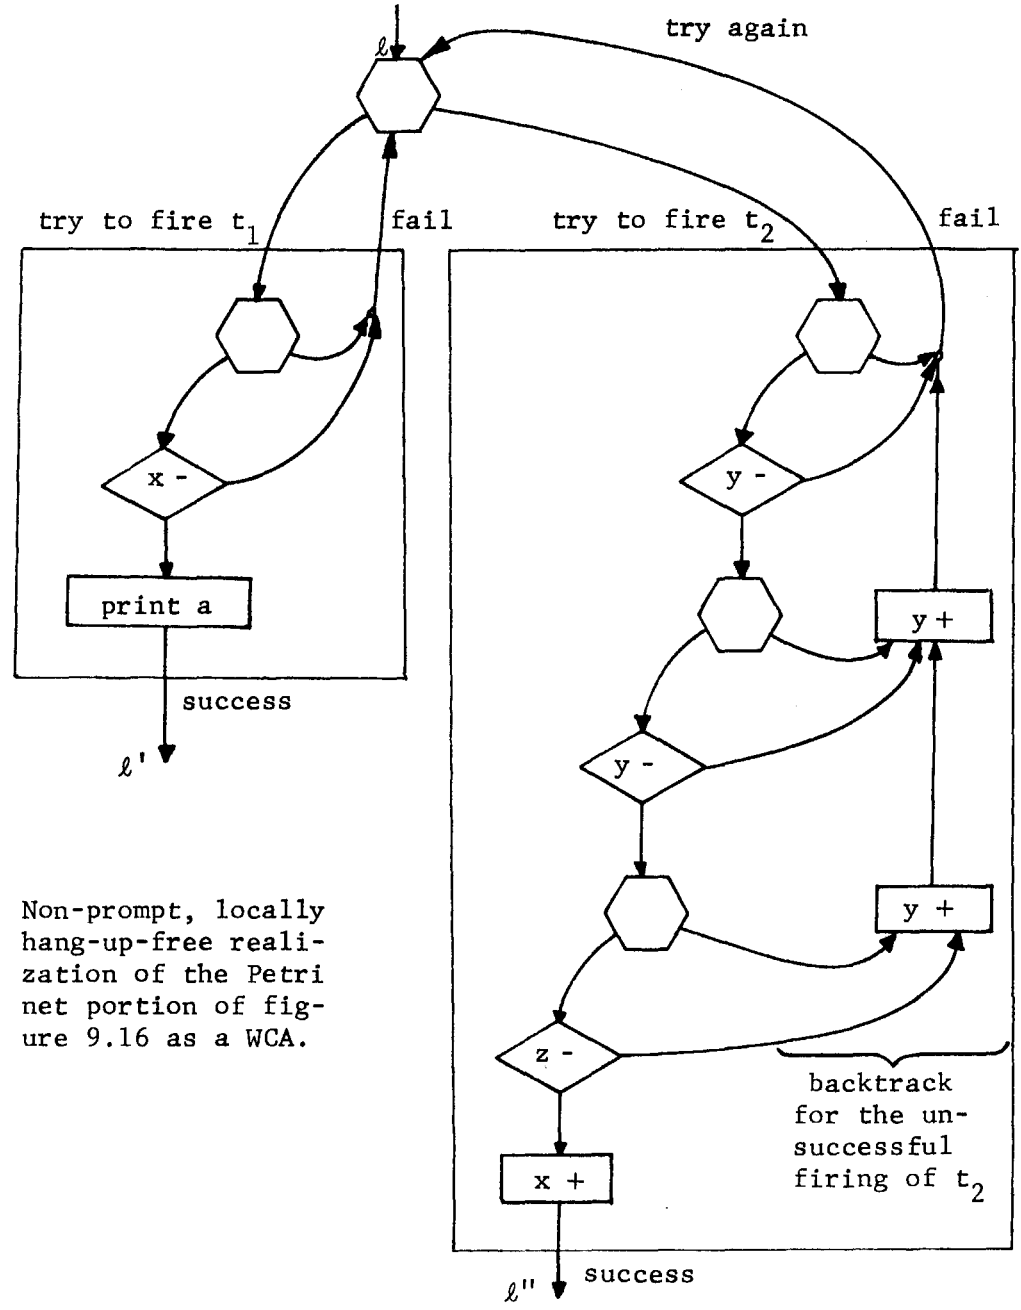 try again
ℓ
try to fire t₁
fail
try to fire t₂
fail
x -
print a
success
ℓ'
y -
y +
y -
y +
z -
x +
success
ℓ''
backtrack
for the un-
successful
firing of t₂
Non-prompt, locally
hang-up-free reali-
zation of the Petri
net portion of fig-
ure 9.16 as a WCA.